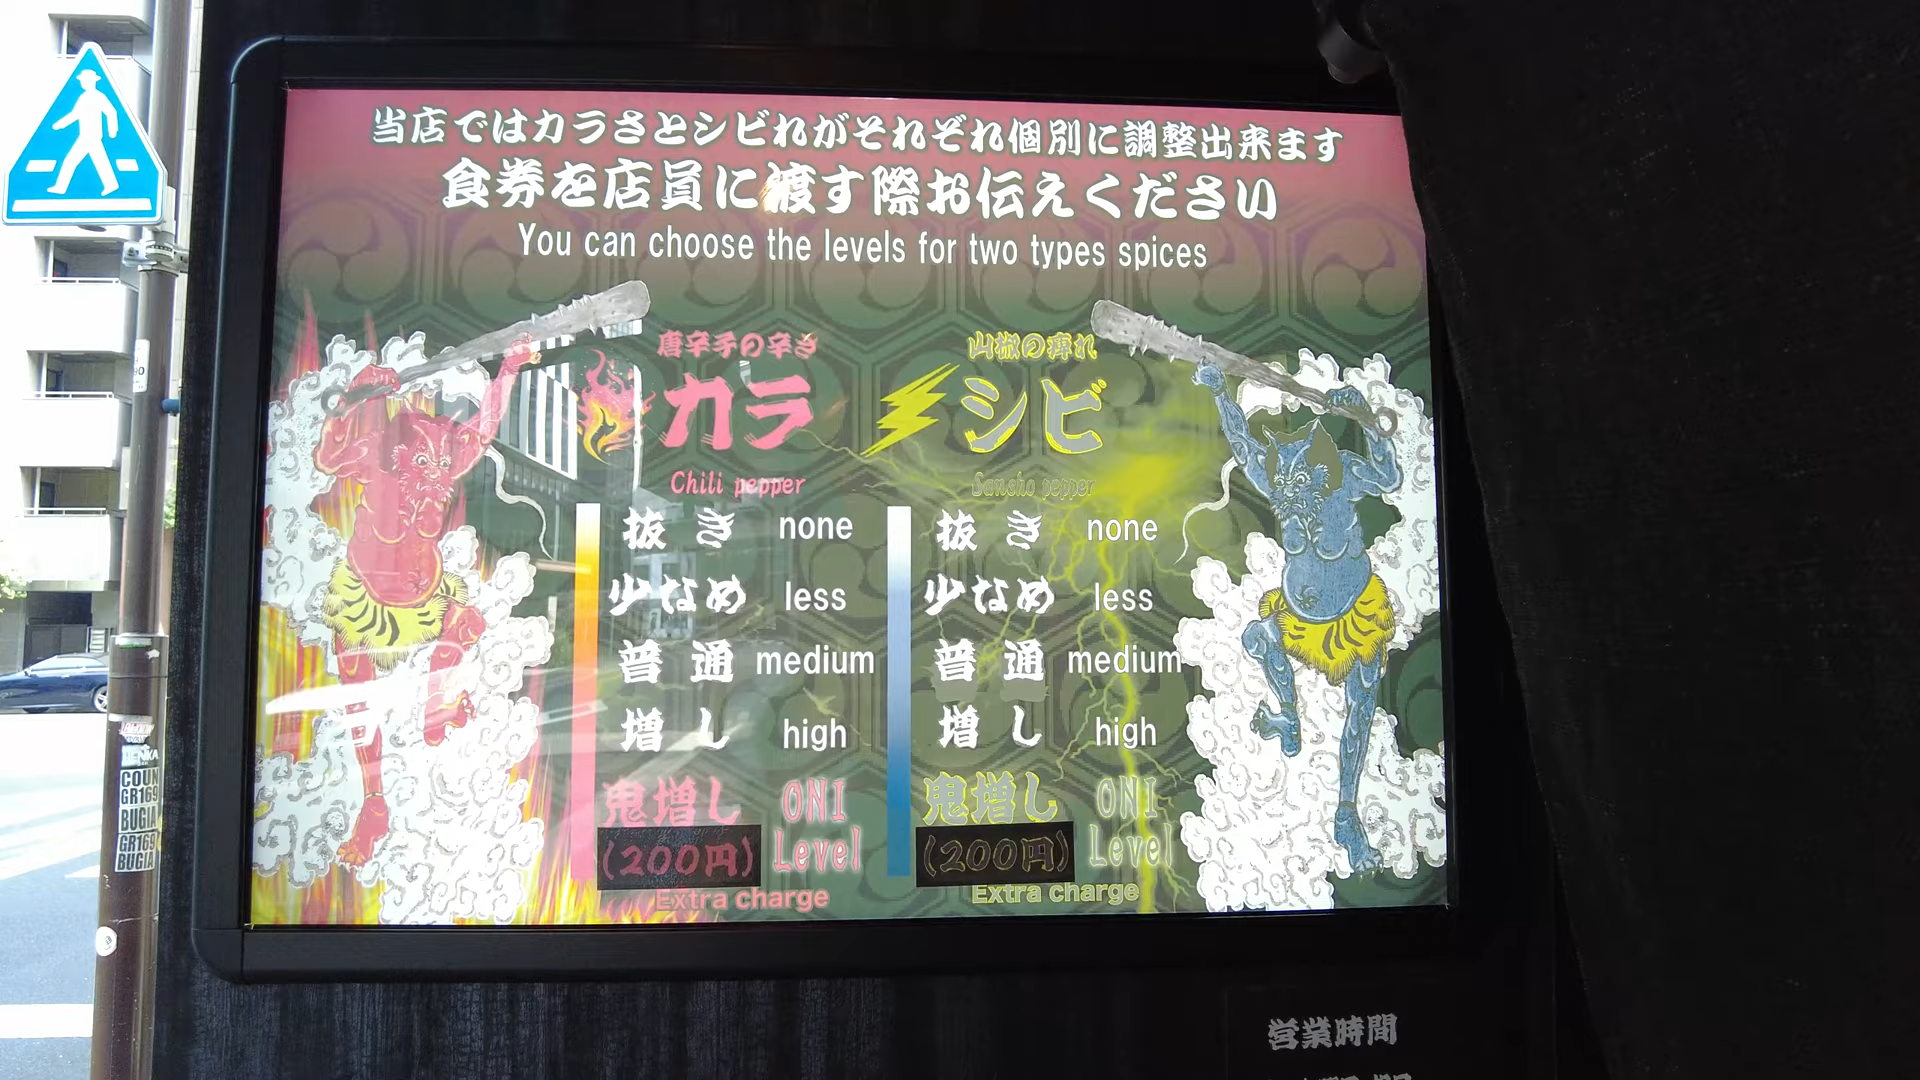 当店ではカラさとシビれがそれぞれ個別に調整出来ます
食券を店員に渡す際お伝えください
You can choose the levels for two types spices
唐辛子の辛さ
カラ
Chili pepper
抜き none
少なめ less
普通 medium
増し high
鬼増し ONI Level
(200円)
Extra charge
山椒の痺れ
シビ
Sansho pepper
抜き none
少なめ less
普通 medium
増し high
鬼増し ONI Level
(200円)
Extra charge
営業時間
COUN
GR169
BUGIA
GR169
BUGIA